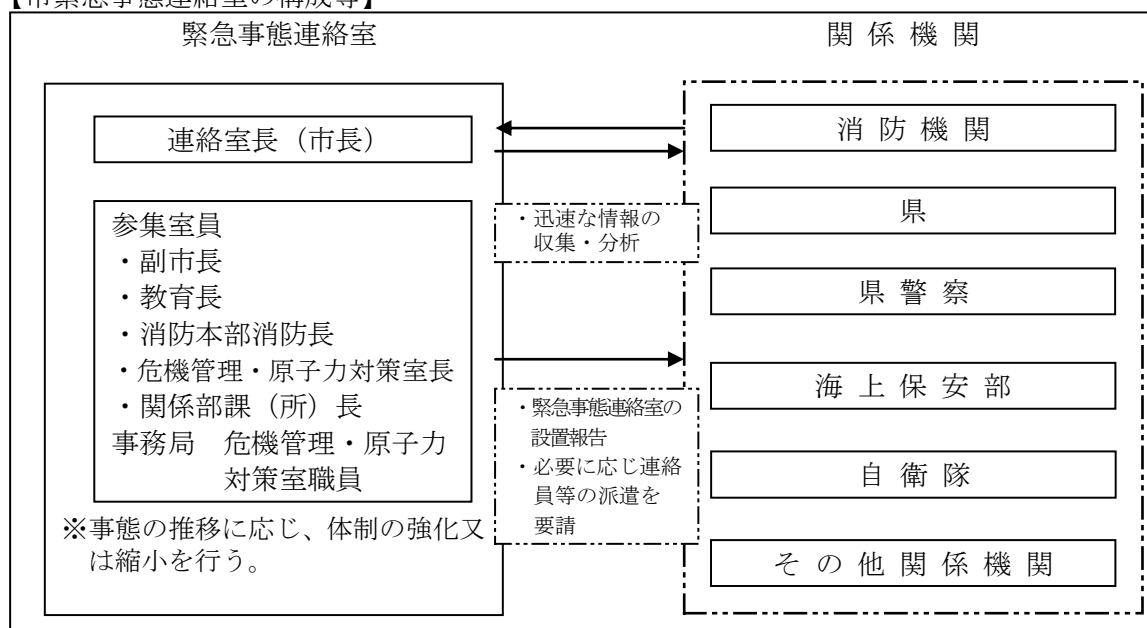 【市緊急事態連絡室の構成等】
緊急事態連絡室
関 係 機 関
連絡室長（市長）
参集室員
・副市長
・教育長
・消防本部消防長
・危機管理・原子力対策室長
・関係部課（所）長
事務局　危機管理・原子力
対策室職員
※事態の推移に応じ、体制の強化又
は縮小を行う。
・迅速な情報の
収集・分析
・緊急事態連絡室の
設置報告
・必要に応じ連絡
員等の派遣を
要請
消 防 機 関
県
県 警 察
海 上 保 安 部
自 衛 隊
そ の 他 関 係 機 関